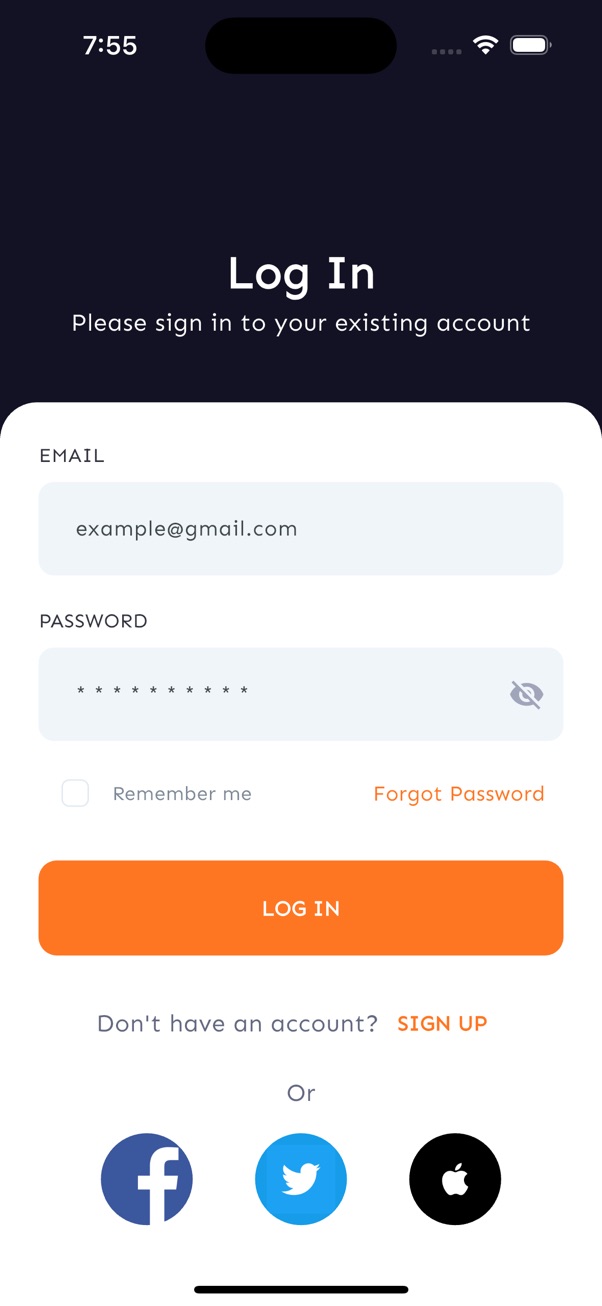 7:55
Log In
Please sign in to your existing account
EMAIL
example@gmail.com
PASSWORD
* * * * * * * * * *
Remember me
Forgot Password
LOG IN
Don't have an account? SIGN UP
Or